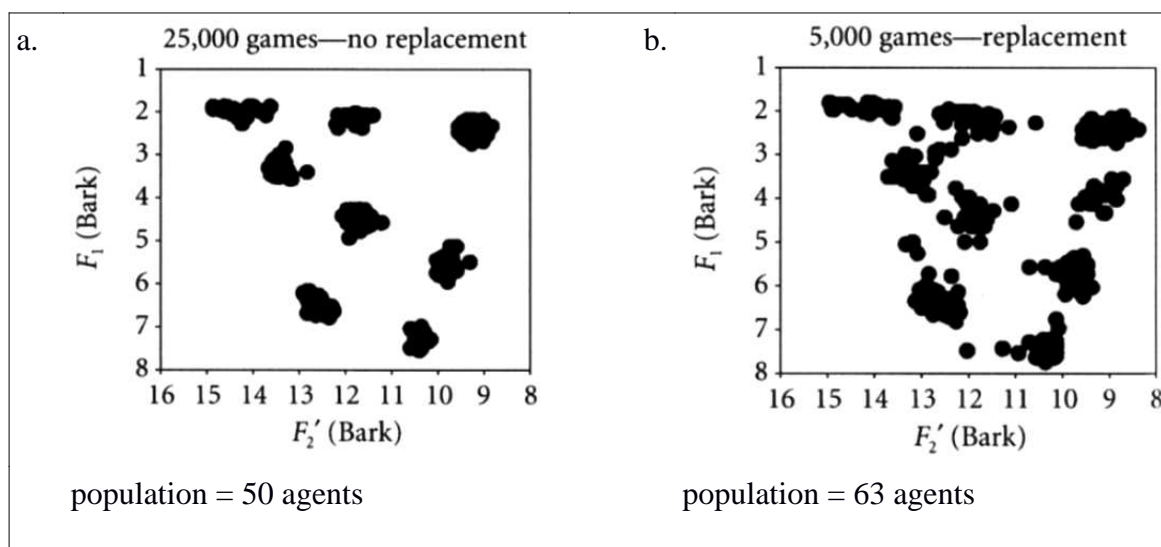 a.
25,000 games—no replacement
1
2
3
4
5
6
7
8
F1 (Bark)
16 15 14 13 12 11 10 9 8
F2′ (Bark)
population = 50 agents
b.
5,000 games—replacement
1
2
3
4
5
6
7
8
F1 (Bark)
16 15 14 13 12 11 10 9 8
F2′ (Bark)
population = 63 agents